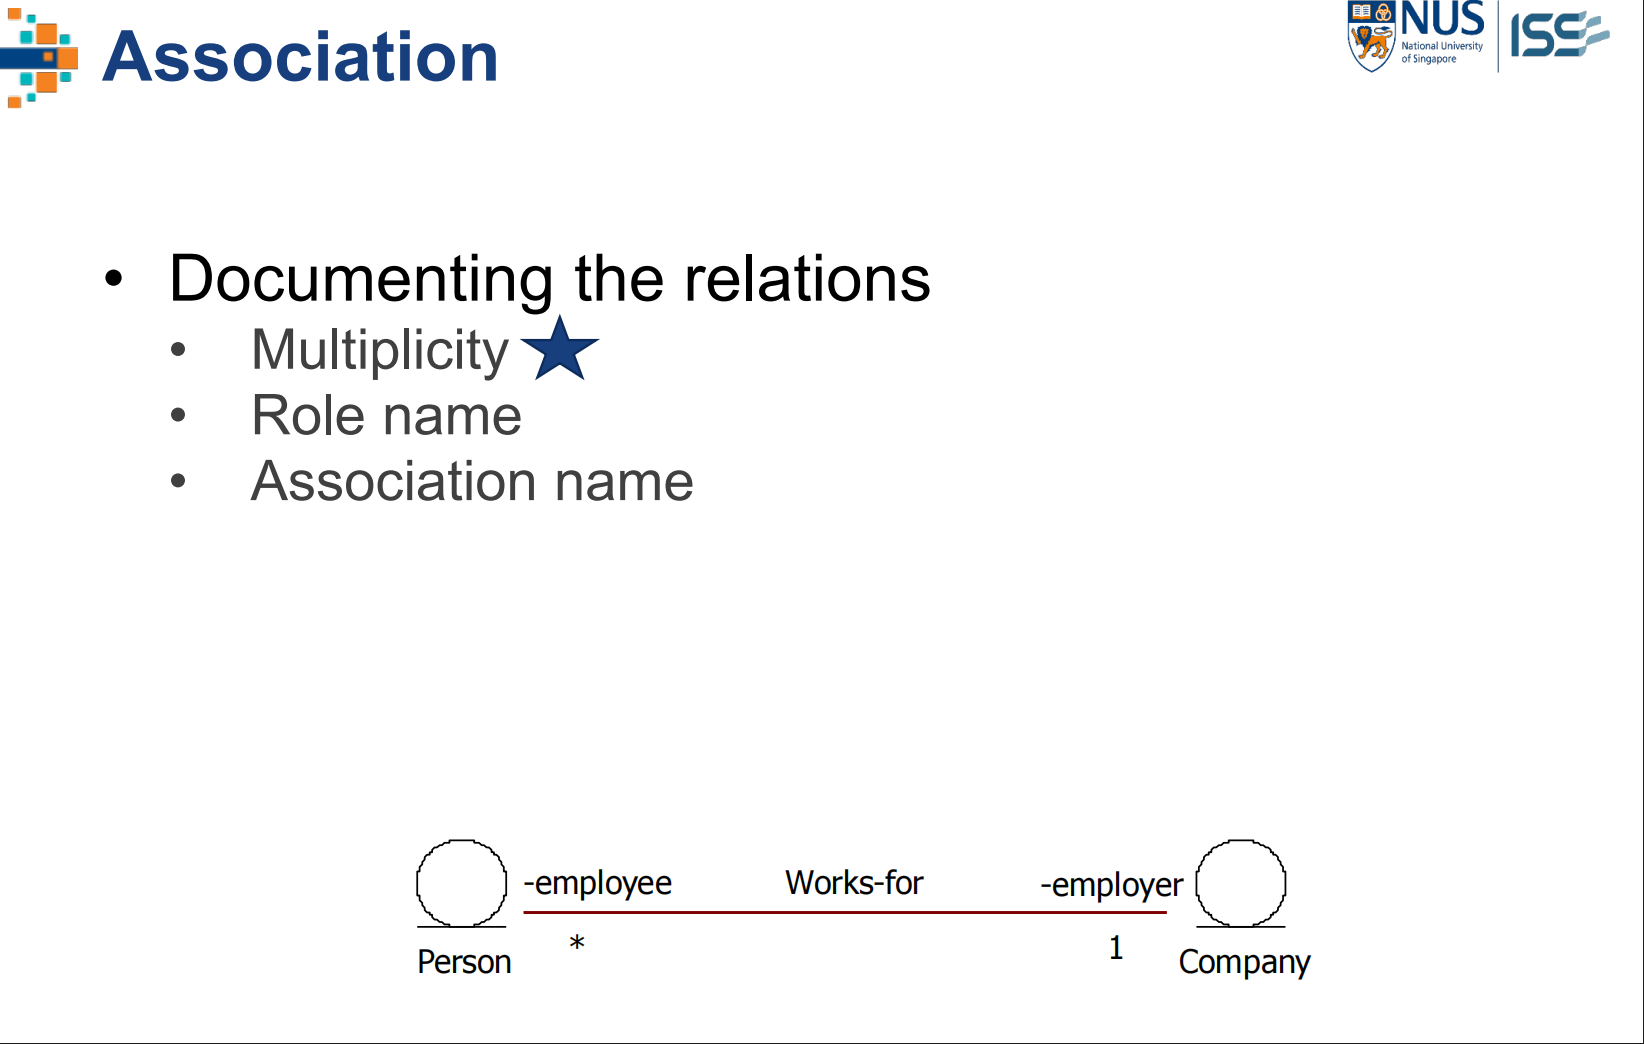 Association
NUS
National University
of Singapore
ISS
• Documenting the relations
• Multiplicity
• Role name
• Association name
-employee Works-for -employer
* 1
Person Company